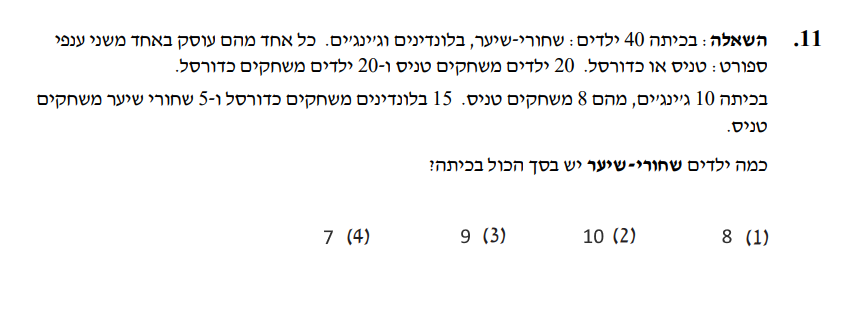 11. השאלה: בכיתה 40 ילדים: שחורי-שיער, בלונדינים וג'ינג'ים. כל אחד מהם עוסק באחד משני ענפי
ספורט: טניס או כדורסל. 20 ילדים משחקים טניס ו-20 ילדים משחקים כדורסל.
בכיתה 10 ג'ינג'ים, מהם 8 משחקים טניס. 15 בלונדינים משחקים כדורסל ו-5 שחורי שיער משחקים
טניס.
כמה ילדים שחורי-שיער יש בסך הכול בכיתה?
(1) 8 (2) 10 (3) 9 (4) 7